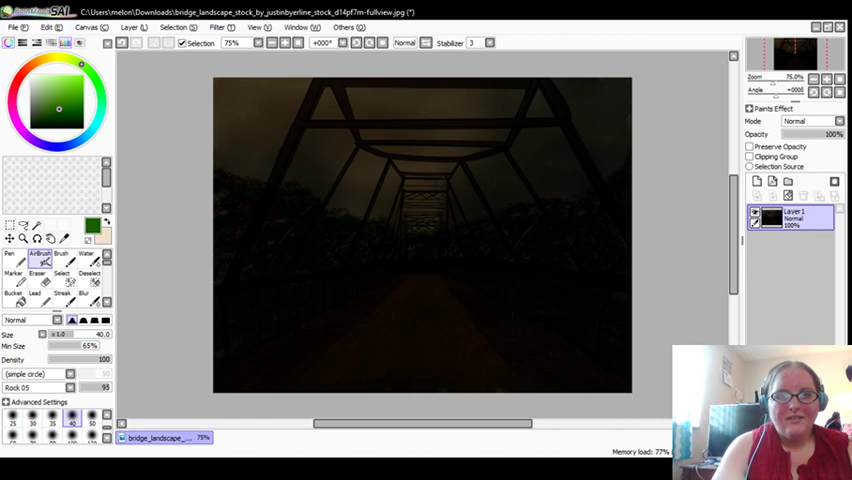 SAI C:\Users\melon\Downloads\bridge_landscape_stock_by_justinbyerline_stock_d14pf7m-fullview.jpg (*)
File (F) Edit (E) Canvas (C) Layer (L) Selection (S) Filter (T) View (V) Window (W) Others (O)
Selection 75% +000° Normal Stabilizer 3
Zoom 75.0%
Angle +000°
Paints Effect
Mode Normal
Opacity 100%
Preserve Opacity
Clipping Group
Selection Source
Layer1
Normal
100%
Pen AirBrush Brush Water
Marker Eraser Select Deselect
Bucket Lead Streak Blur
Normal
Size x 1.0 40.0
Min Size 65%
Density 100
(simple circle) 50
Rock 05 95
Advanced Settings
25 30 35 40 50
bridge_landscape_... 75%
Memory load: 77%